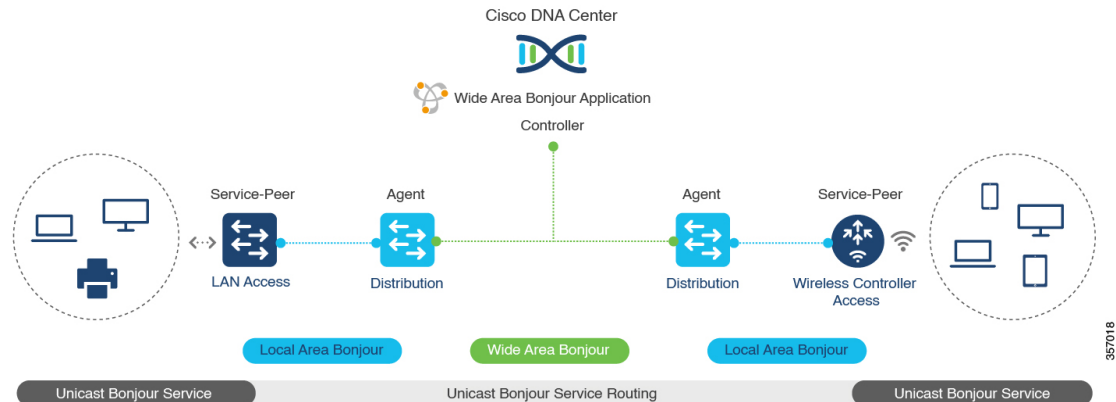 Cisco DNA Center
Wide Area Bonjour Application
Controller
Service-Peer
Agent
Agent
Service-Peer
LAN Access
Distribution
Distribution
Wireless Controller
Access
Local Area Bonjour
Wide Area Bonjour
Local Area Bonjour
Unicast Bonjour Service
Unicast Bonjour Service Routing
Unicast Bonjour Service
357018